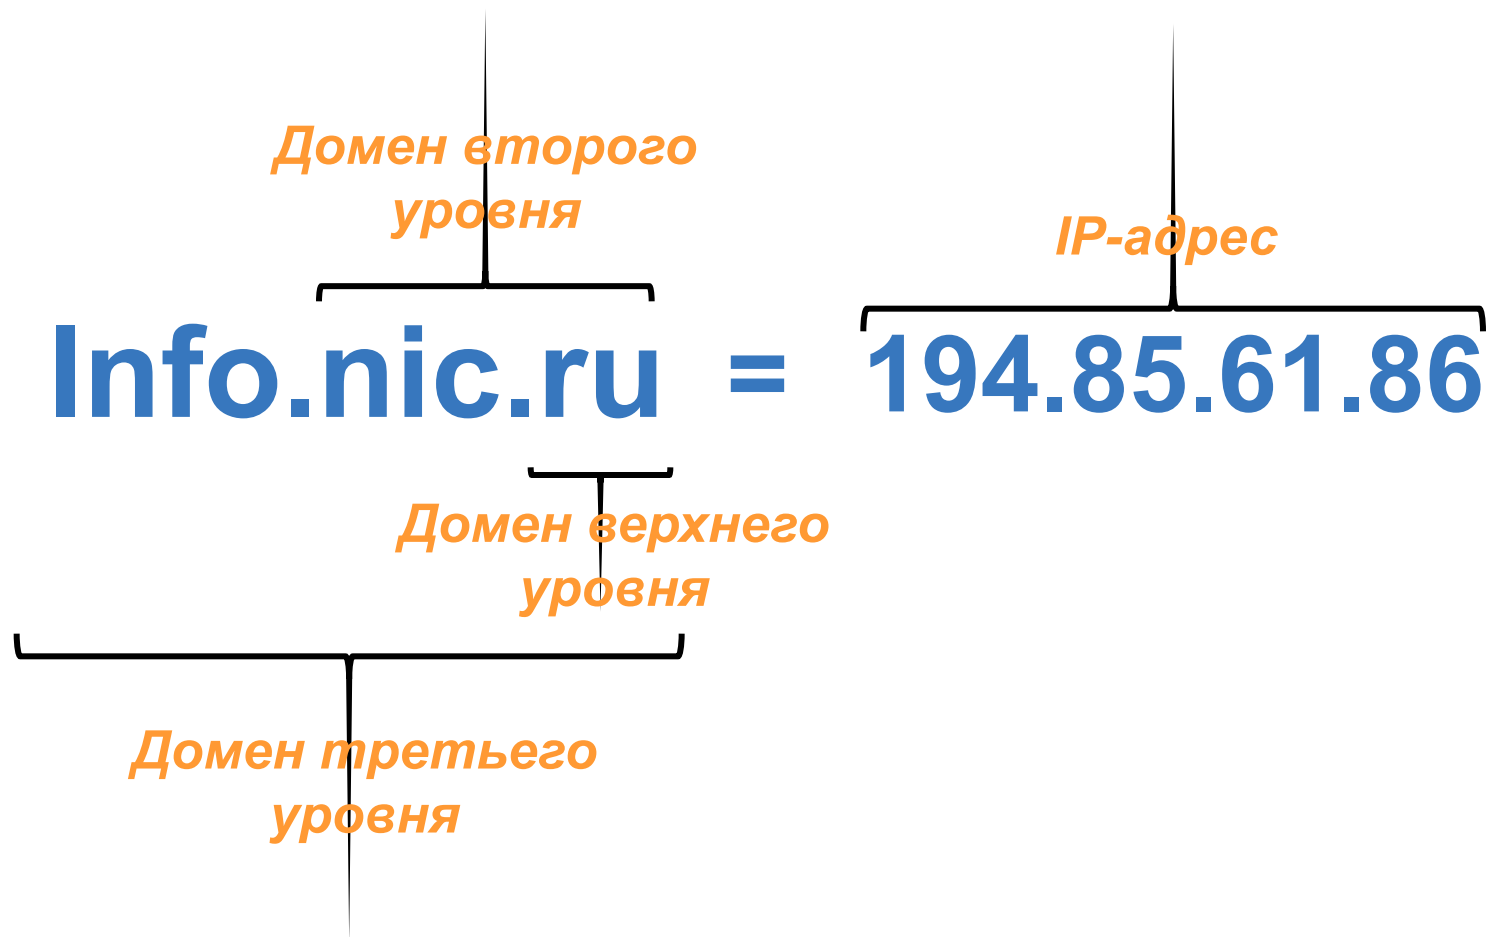 Домен второго
уровня
IP-адрес
Info.nic.ru = 194.85.61.86
Домен верхнего
уровня
Домен третьего
уровня